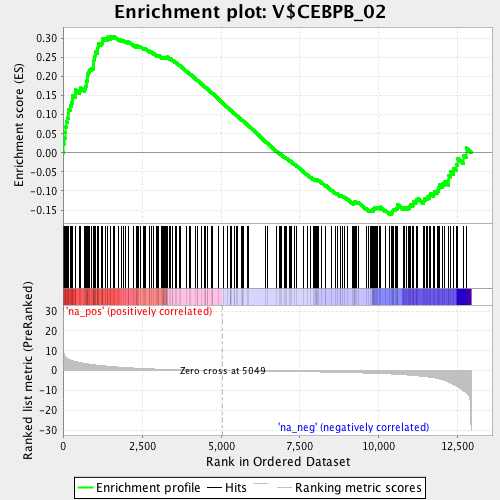 Enrichment plot: V$CEBPB_02
Enrichment score (ES)
0.30
0.25
0.20
0.15
0.10
0.05
0.00
-0.05
-0.10
-0.15
Ranked list metric (PreRanked)
30
20
10
0
-10
-20
-30
'na_pos' (positively correlated)
Zero cross at 5049
'na_neg' (negatively correlated)
0
2,500
5,000
7,500
10,000
12,500
Rank in Ordered Dataset
Enrichment profile
Hits
Ranking metric scores